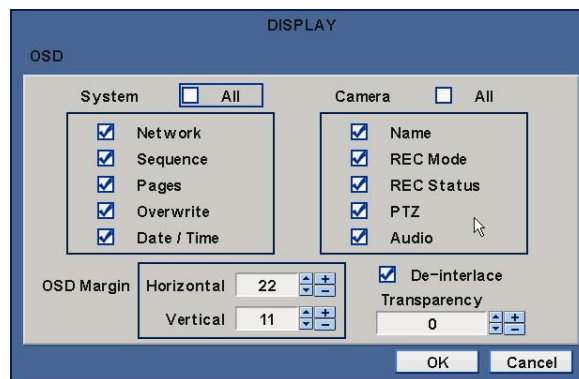 DISPLAY
OSD
System All
Camera All
Network
Sequence
Pages
Overwrite
Date / Time
Name
REC Mode
REC Status
PTZ
Audio
OSD Margin
Horizontal 22
Vertical 11
De-interlace
Transparency
0
OK Cancel